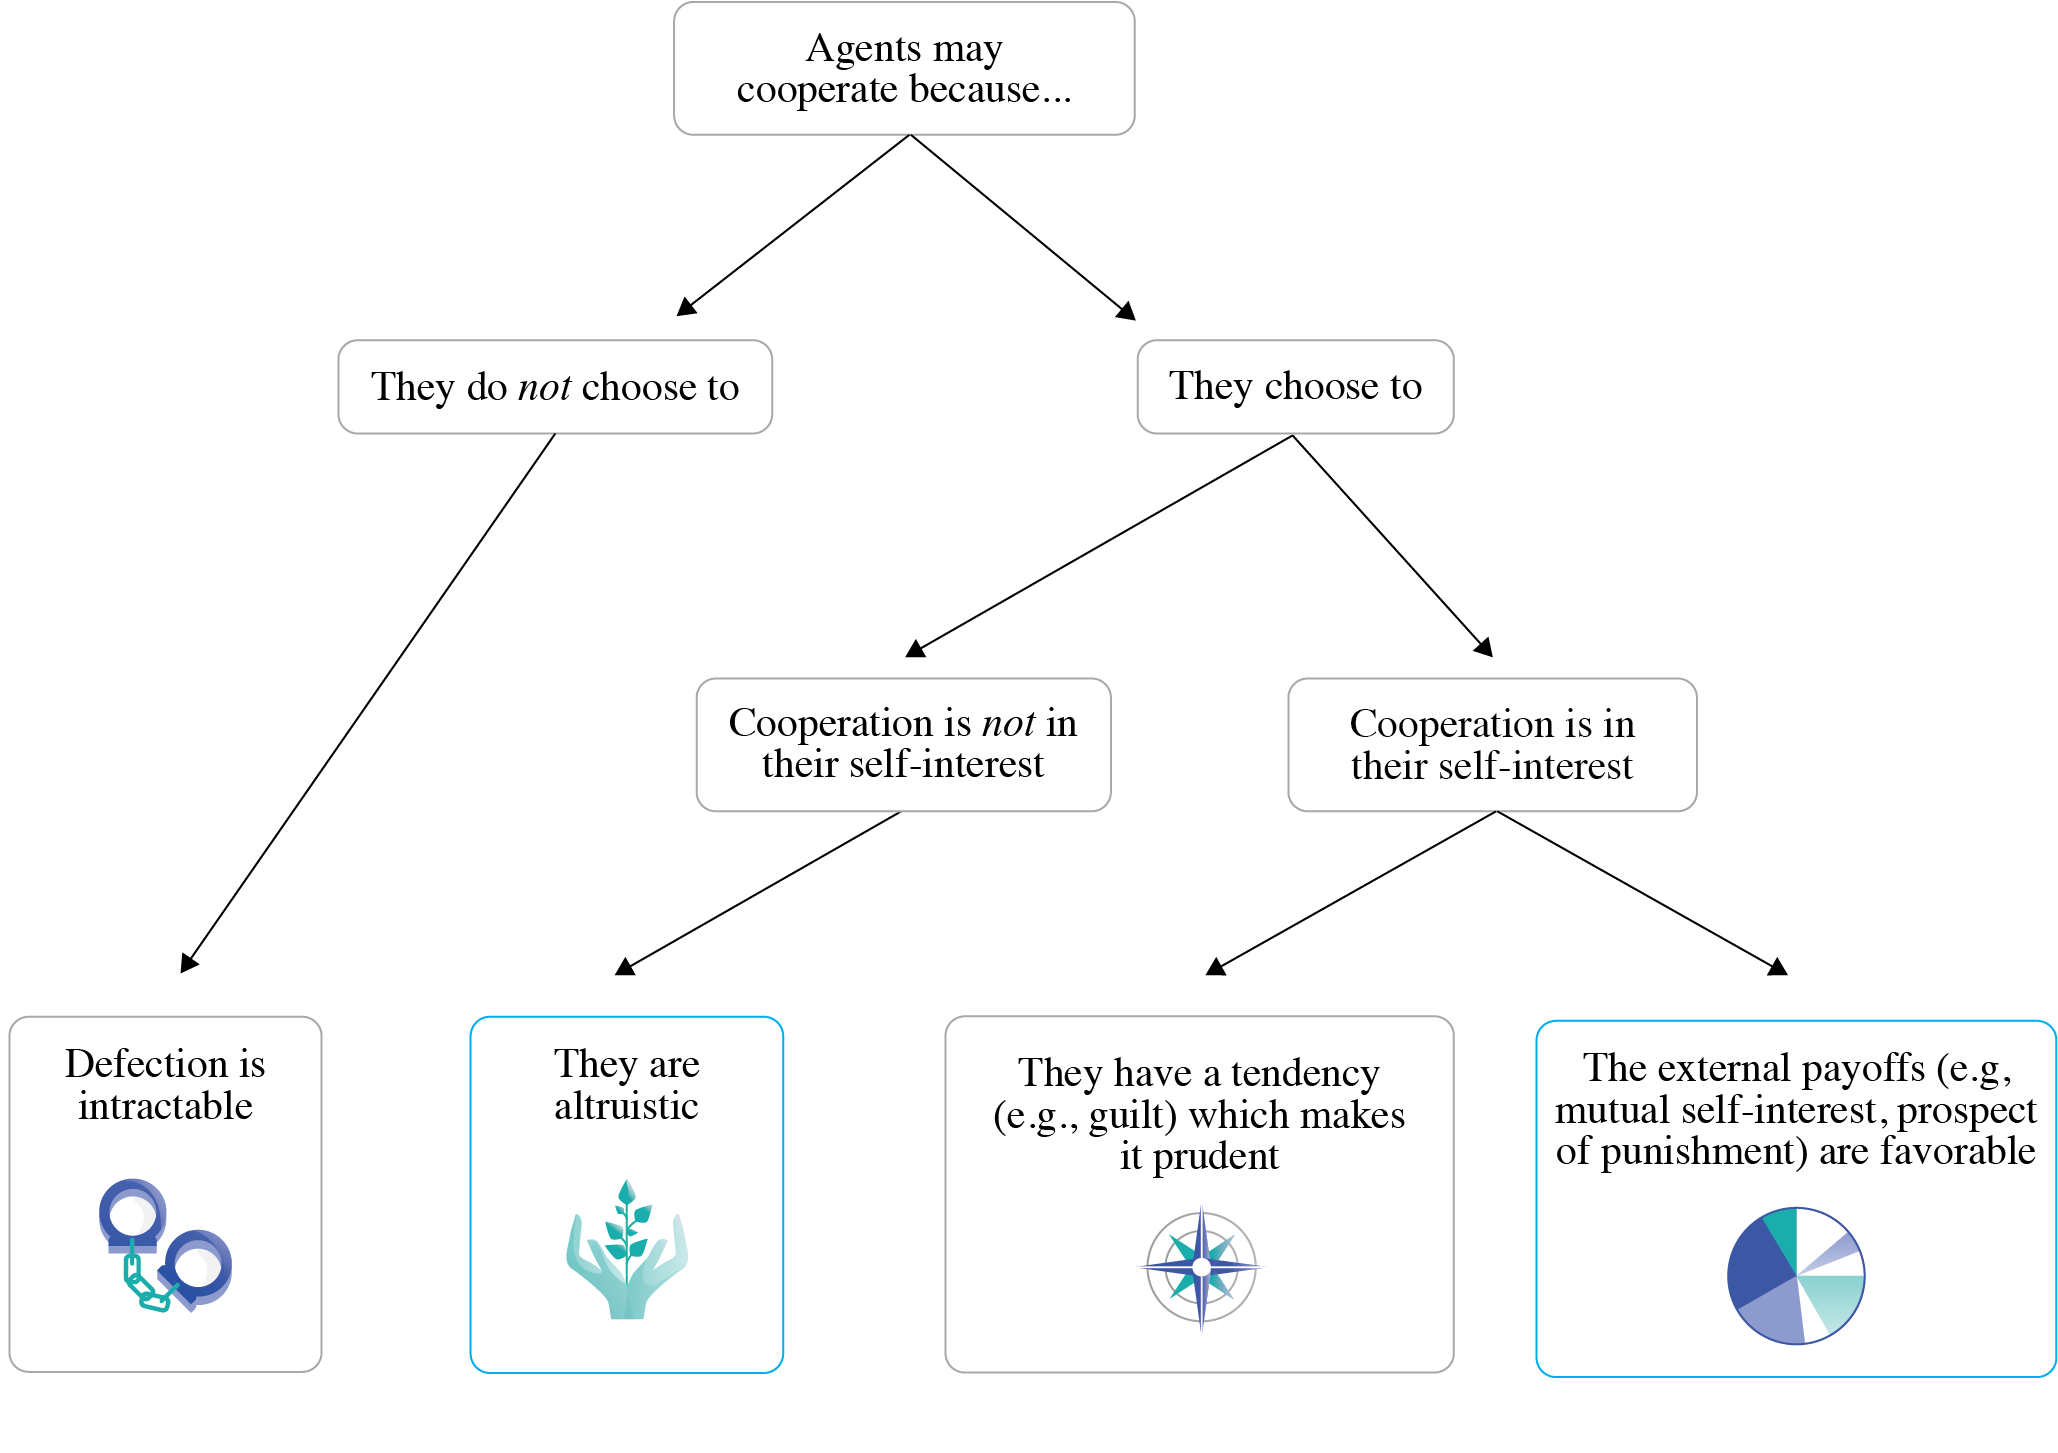 Agents may
cooperate because...
They do not choose to
They choose to
Cooperation is not in
their self-interest
Cooperation is in
their self-interest
Defection is
intractable
They are
altruistic
They have a tendency
(e.g., guilt) which makes
it prudent
The external payoffs (e.g,
mutual self-interest, prospect
of punishment) are favorable